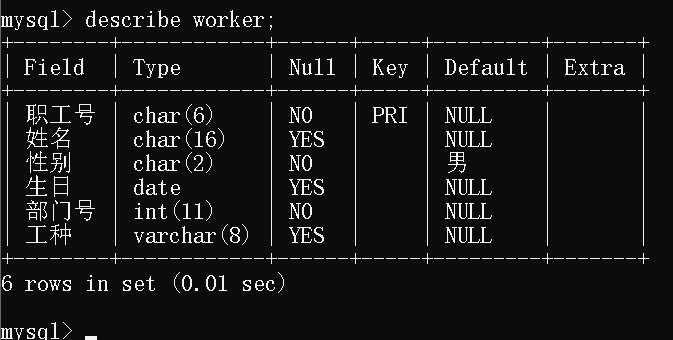 mysql> describe worker;
+--------+------------+------+-----+---------+-------+
| Field | Type | Null | Key | Default | Extra |
+--------+------------+------+-----+---------+-------+
| 职工号 | char(6) | NO | PRI | NULL | |
| 姓名 | char(16) | YES | | NULL | |
| 性别 | char(2) | NO | | 男 | |
| 生日 | date | YES | | NULL | |
| 部门号 | int(11) | NO | | NULL | |
| 工种 | varchar(8) | YES | | NULL | |
+--------+------------+------+-----+---------+-------+
6 rows in set (0.01 sec)
mysql>